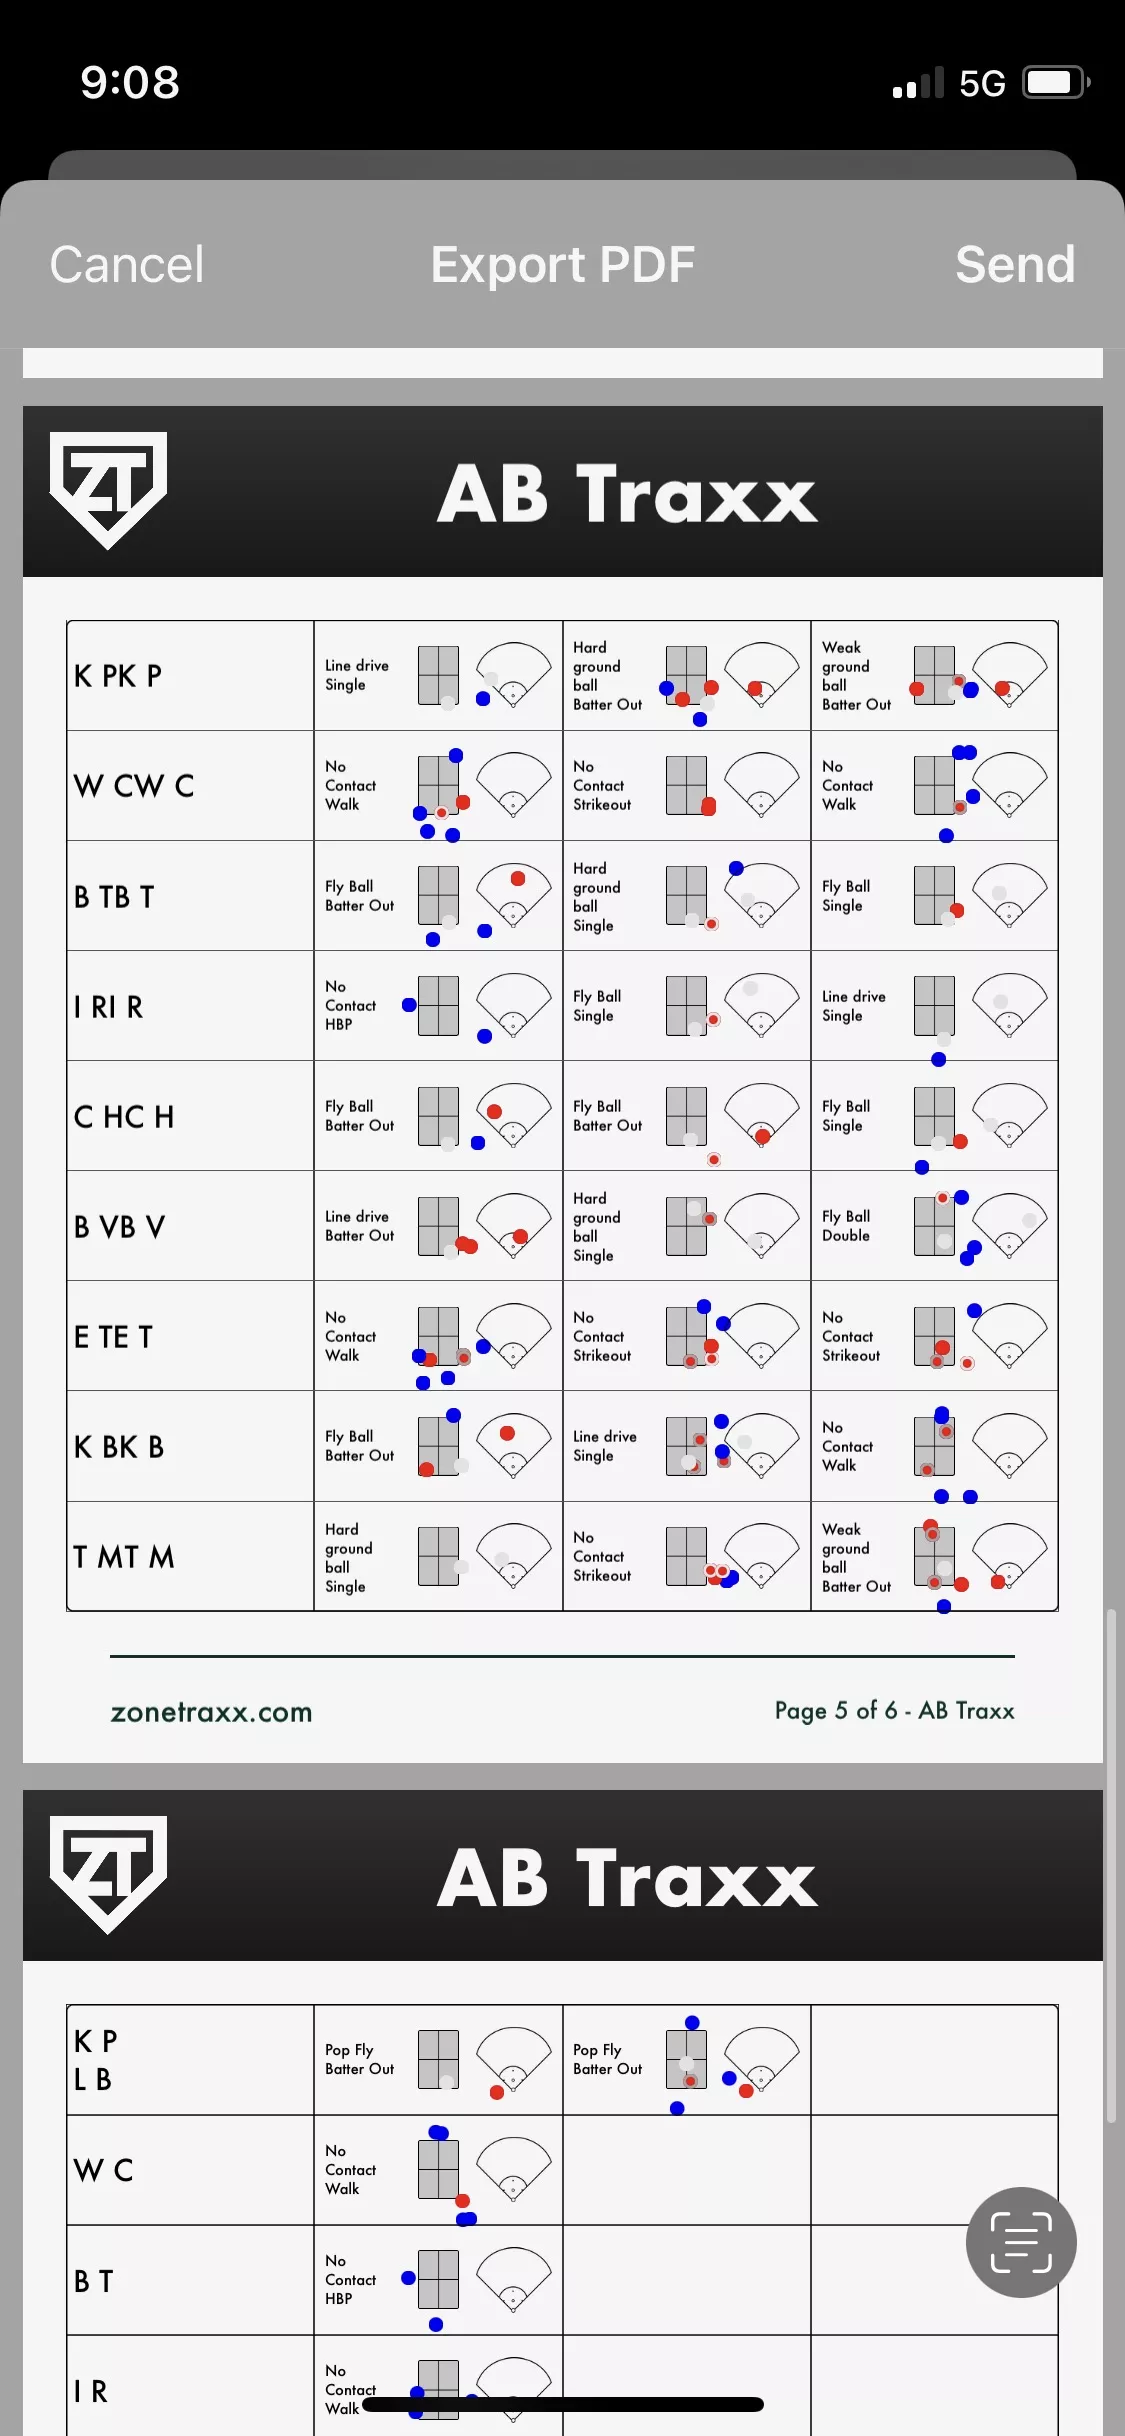 9:08
5G
Cancel
Export PDF
Send
ZT
AB Traxx
K PK P
Line drive
Single
Hard
ground
ball
Batter Out
Weak
ground
ball
Batter Out
W CW C
No
Contact
Walk
No
Contact
Strikeout
No
Contact
Walk
B TB T
Fly Ball
Batter Out
Hard
ground
ball
Single
Fly Ball
Single
I RI R
No
Contact
HBP
Fly Ball
Single
Line drive
Single
C HC H
Fly Ball
Batter Out
Fly Ball
Batter Out
Fly Ball
Single
B VB V
Line drive
Batter Out
Hard
ground
ball
Single
Fly Ball
Double
E TE T
No
Contact
Walk
No
Contact
Strikeout
No
Contact
Strikeout
K BK B
Fly Ball
Batter Out
Line drive
Single
No
Contact
Walk
T MT M
Hard
ground
ball
Single
No
Contact
Strikeout
Weak
ground
ball
Batter Out
zonetraxx.com
Page 5 of 6 - AB Traxx
ZT
AB Traxx
K P
L B
Pop Fly
Batter Out
Pop Fly
Batter Out
W C
No
Contact
Walk
B T
No
Contact
HBP
I R
No
Contact
Walk